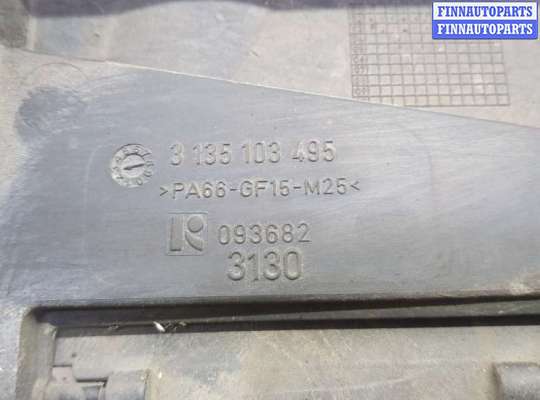 FINNAUTOPARTS
FINNAUTOPARTS
3 135 103 495
>PA66-GF15-M25<
093682
3130